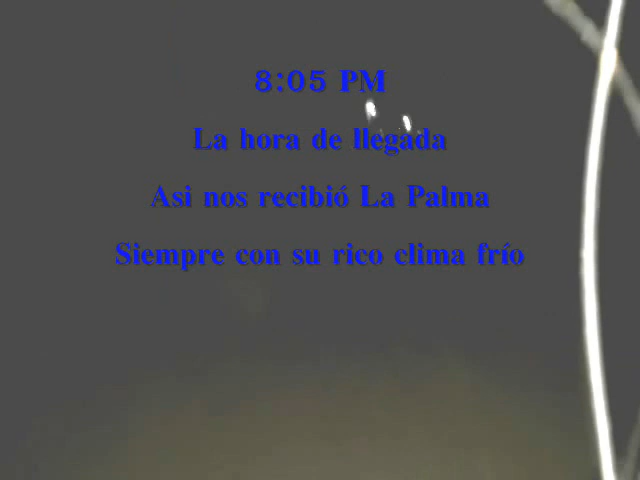 8:05 PM
La hora de llegada
Asi nos recibió La Palma
Siempre con su rico clima frío